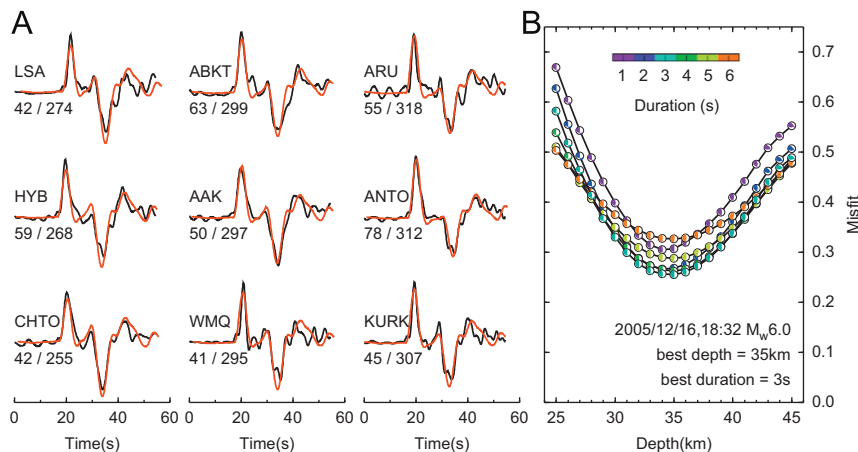 A
LSA
42 / 274
ABKT
63 / 299
ARU
55 / 318
HYB
59 / 268
AAK
50 / 297
ANTO
78 / 312
CHTO
42 / 255
WMQ
41 / 295
KURK
45 / 307
0 20 40 60
0 20 40 60
0 20 40 60
Time(s)
Time(s)
Time(s)
B
1 2 3 4 5 6
Duration (s)
0.7
0.6
0.5
0.4
0.3
0.2
0.1
0.0
Misfit
2005/12/16,18:32 Mw6.0
best depth = 35km
best duration = 3s
25 30 35 40 45
Depth(km)